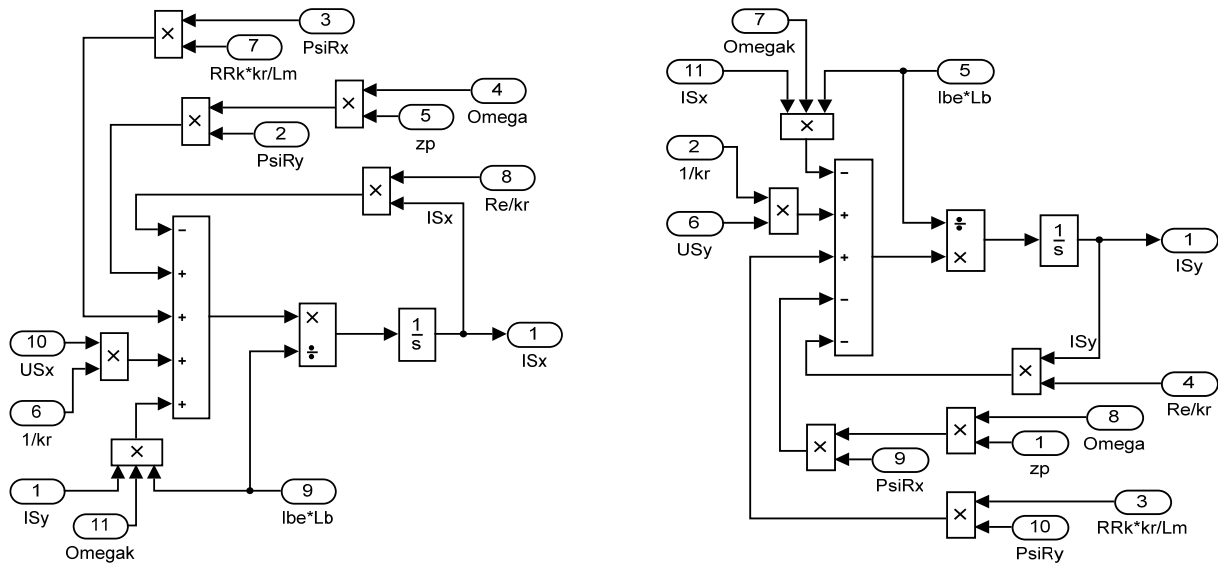 3
PsiRx
×
7
RRk*kr/Lm
4
Omega
×
×
5
zp
2
PsiRy
8
Re/kr
×
ISx
−
+
+
+
+
10
USx
×
6
1/kr
×
÷
1
s
1
ISx
×
1
ISy
11
Omegak
9
Ibe*Lb
7
Omegak
11
ISx
5
Ibe*Lb
×
2
1/kr
6
USy
×
−
+
+
−
−
÷
×
1
s
1
ISy
ISy
×
4
Re/kr
8
Omega
×
1
zp
×
9
PsiRx
3
RRk*kr/Lm
×
10
PsiRy